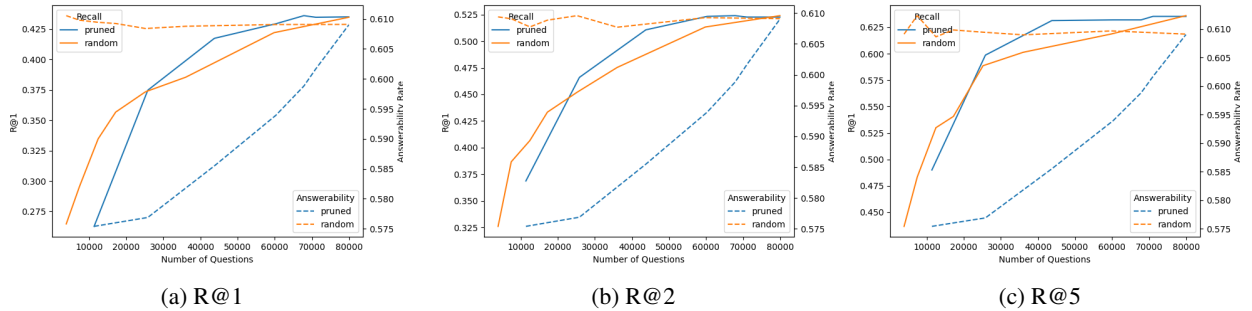 Recall
pruned
random
R@1
0.425
0.400
0.375
0.350
0.325
0.300
0.275
0.610
0.605
0.600
0.595
0.590
0.585
0.580
0.575
Answerability Rate
Answerability
pruned
random
10000 20000 30000 40000 50000 60000 70000 80000
Number of Questions
(a) R@1
Recall
pruned
random
R@1
0.525
0.500
0.475
0.450
0.425
0.400
0.375
0.350
0.325
0.610
0.605
0.600
0.595
0.590
0.585
0.580
0.575
Answerability Rate
Answerability
pruned
random
10000 20000 30000 40000 50000 60000 70000 80000
Number of Questions
(b) R@2
Recall
pruned
random
R@1
0.625
0.600
0.575
0.550
0.525
0.500
0.475
0.450
0.610
0.605
0.600
0.595
0.590
0.585
0.580
0.575
Answerability Rate
Answerability
pruned
random
10000 20000 30000 40000 50000 60000 70000 80000
Number of Questions
(c) R@5